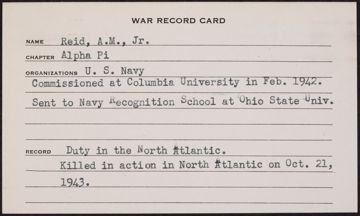 WAR RECORD CARD
NAME Reid, A.M., Jr.
CHAPTER Alpha Pi
ORGANIZATIONS U. S. Navy
Commissioned at Columbia University in Feb. 1942.
Sent to Navy Recognition School at Ohio State Univ.
RECORD Duty in the North Atlantic.
Killed in action in North Atlantic on Oct. 21,
1943.